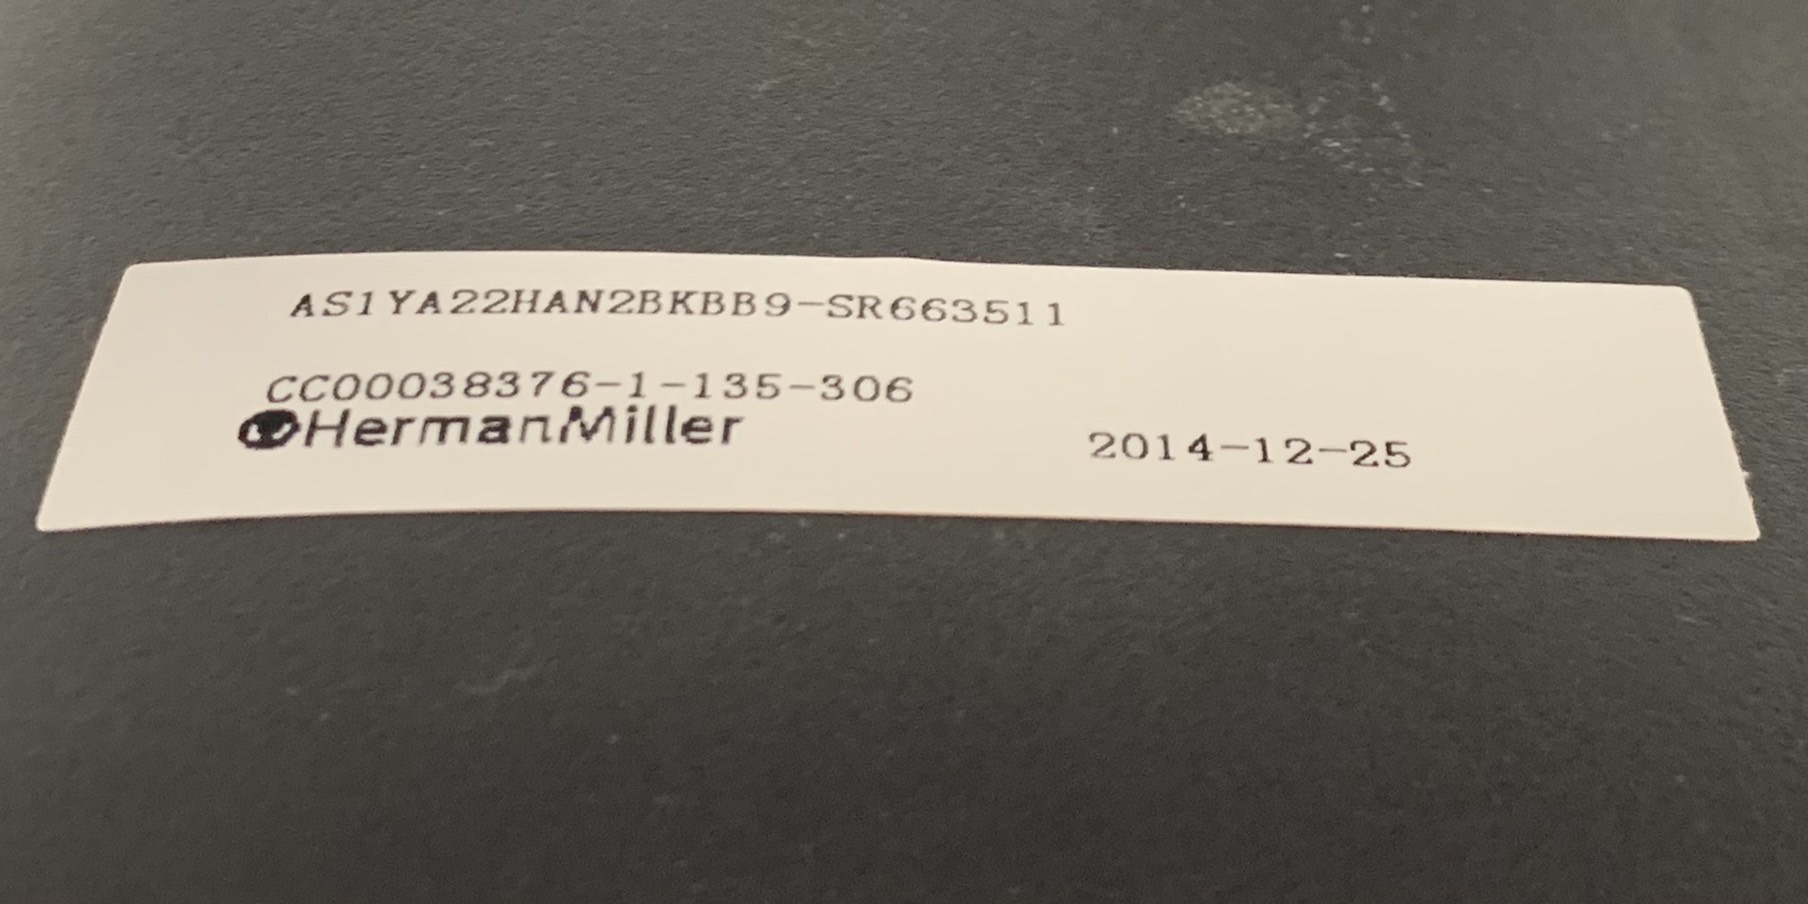 AS1YA22HAN2BKBB9-SR663511
CC00038376-1-135-306
HermanMiller
2014-12-25